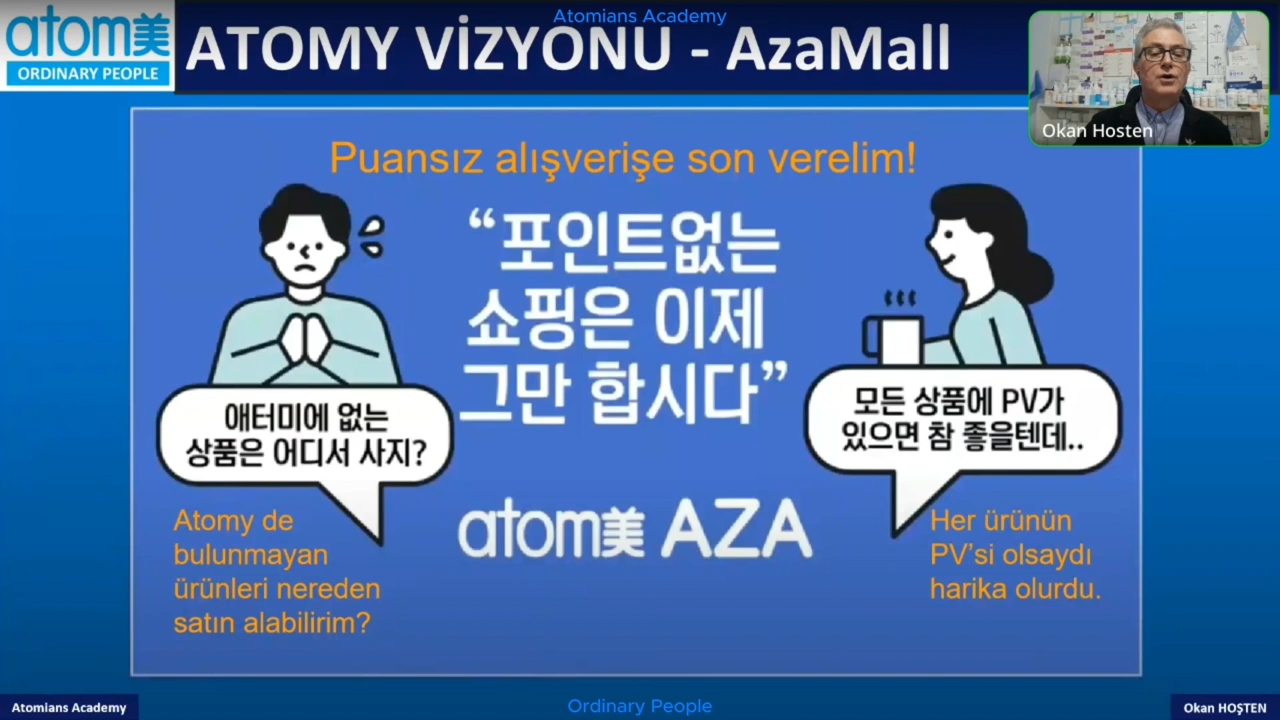 Atomians Academy
atom美
ORDINARY PEOPLE
ATOMY VİZYONU - AzaMall
Okan Hosten
Puansız alışverişe son verelim!
“포인트없는
쇼핑은 이제
그만 합시다”
애터미에 없는
상품은 어디서 사지?
모든 상품에 PV가
있으면 참 좋을텐데..
Atomy de
bulunmayan
ürünleri nereden
satın alabilirim?
atom美 AZA
Her ürünün
PV’si olsaydı
harika olurdu.
Atomians Academy
Ordinary People
Okan HOŞTEN